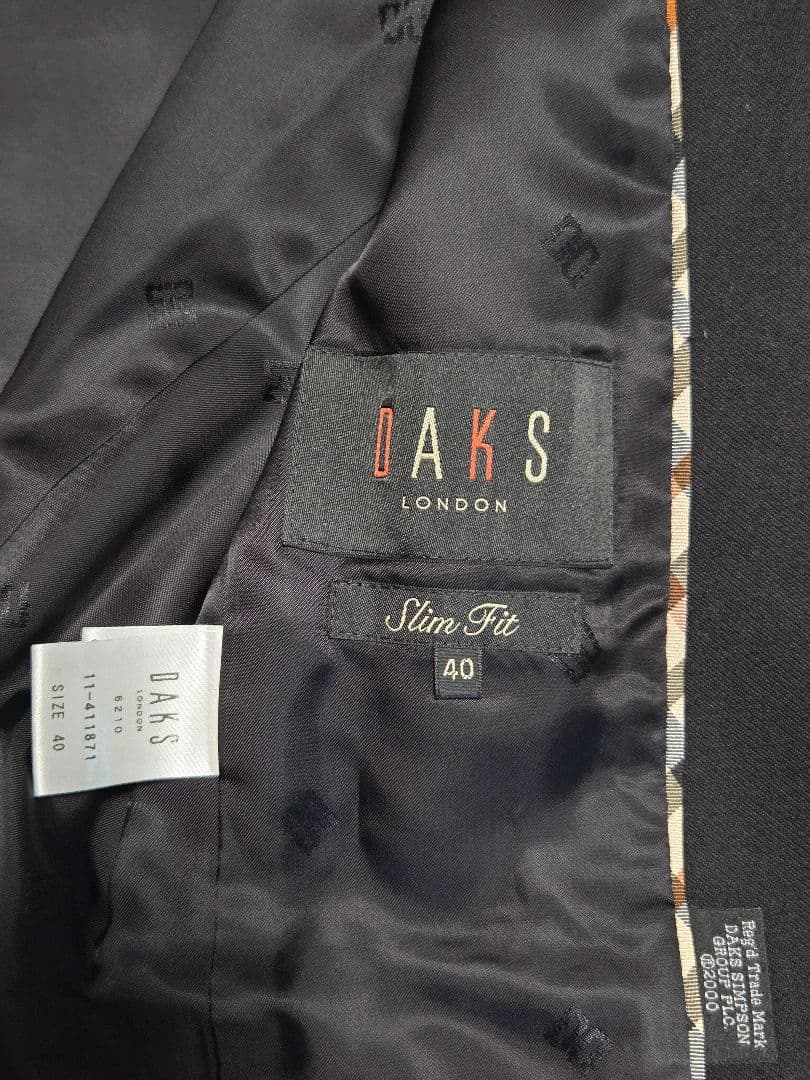 DAKS
LONDON
Slim Fit
40
DAKS
LONDON
6210
11-411871
SIZE 40
Reg'd Trade Mark
DAKS SIMPSON
GROUP PLC.
®2000